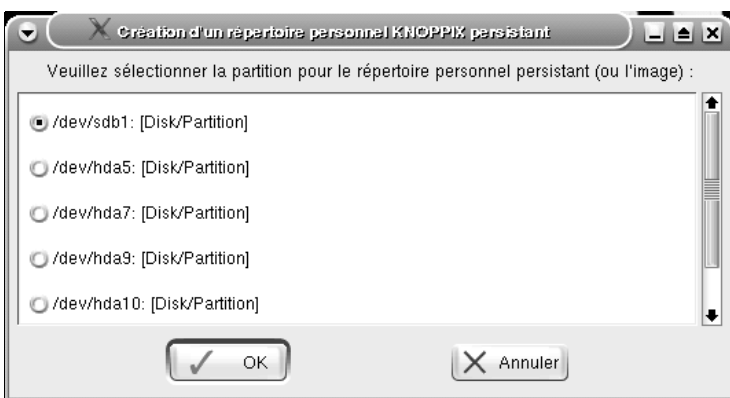 Création d'un répertoire personnel KNOPPIX persistant
Veuillez sélectionner la partition pour le répertoire personnel persistant (ou l'image) :
/dev/sdb1: [Disk/Partition]
/dev/hda5: [Disk/Partition]
/dev/hda7: [Disk/Partition]
/dev/hda9: [Disk/Partition]
/dev/hda10: [Disk/Partition]
OK
Annuler